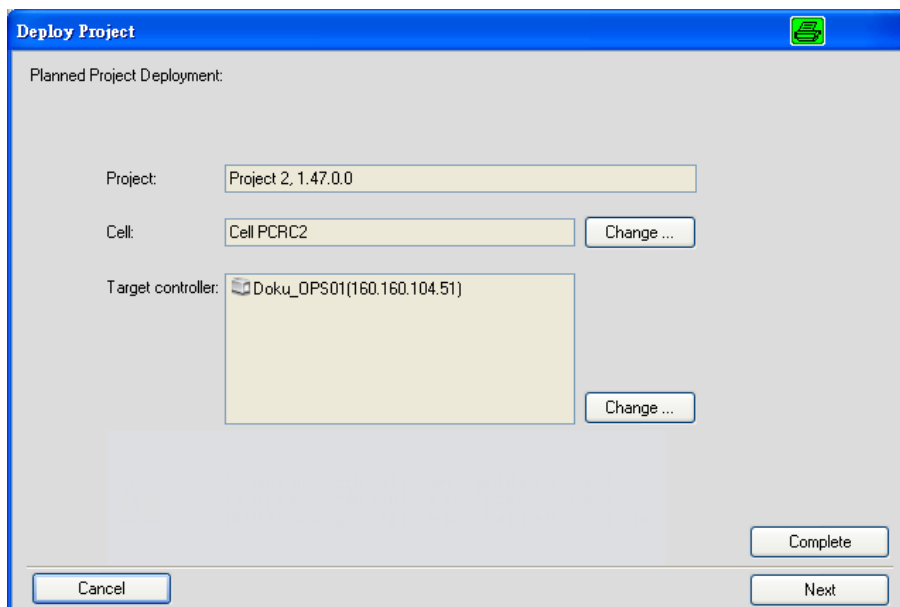 Deploy Project
Planned Project Deployment:
Project: Project 2, 1.47.0.0
Cell: Cell PCRC2 Change ...
Target controller: Doku_OPS01(160.160.104.51)
Change ...
Complete
Cancel Next